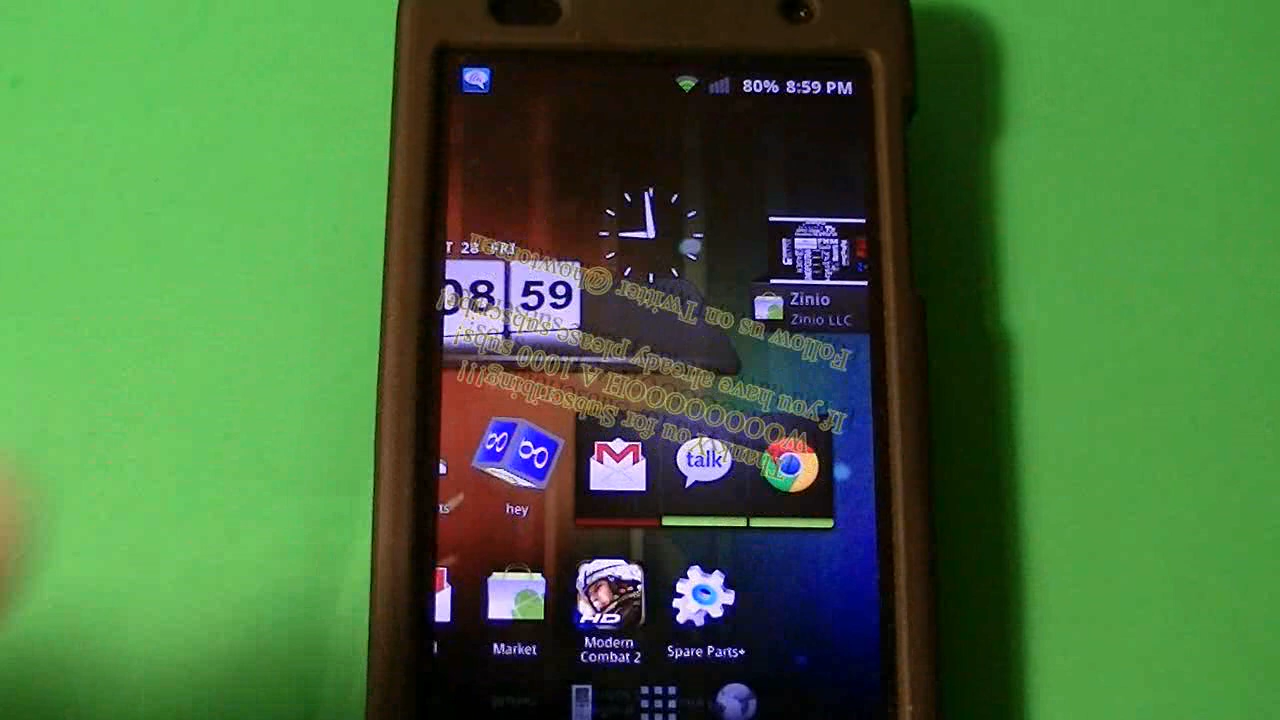 80% 8:59 PM
T 28 FRI
08 59
Zinio
Zinio LLC
Thank You for Subscribing!!!
WOOOOOOOOOOH A 1000 subs!
If you have already please subscribe!
Follow us on Twitter
talk
hey
HD
Market
Modern
Combat 2
Spare Parts+